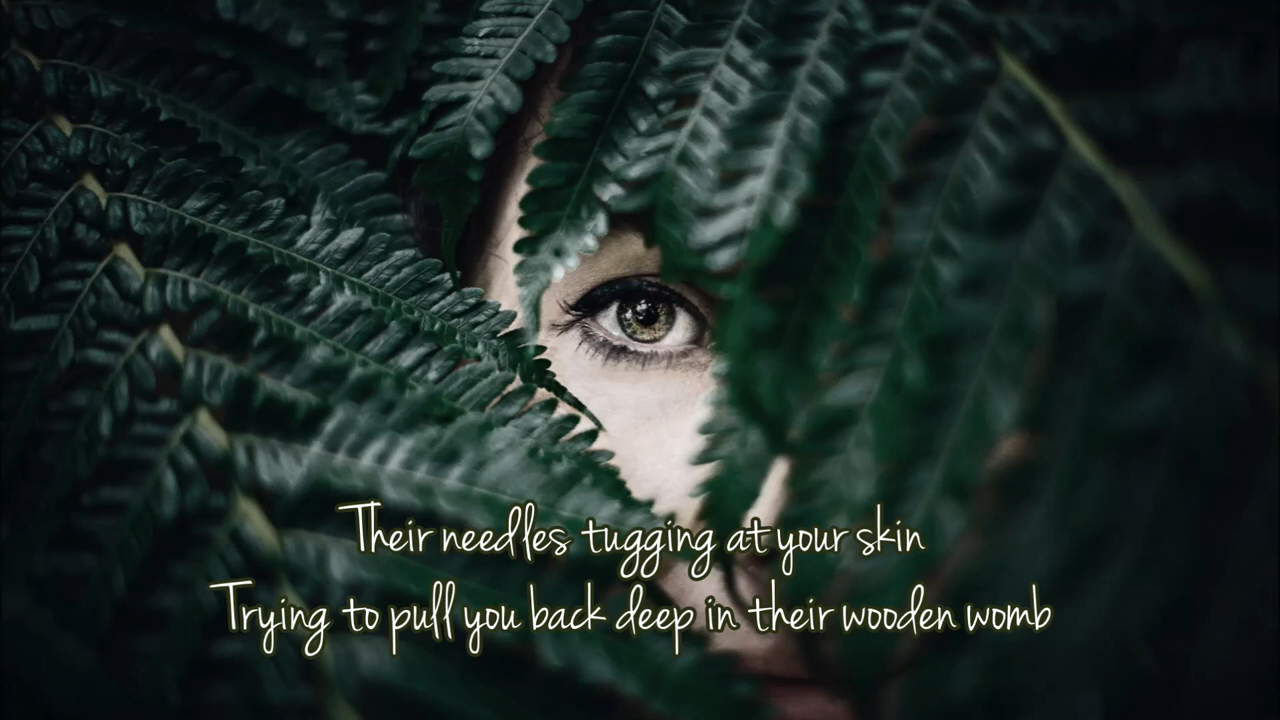 Their needles tugging at your skin
Trying to pull you back deep in their wooden womb